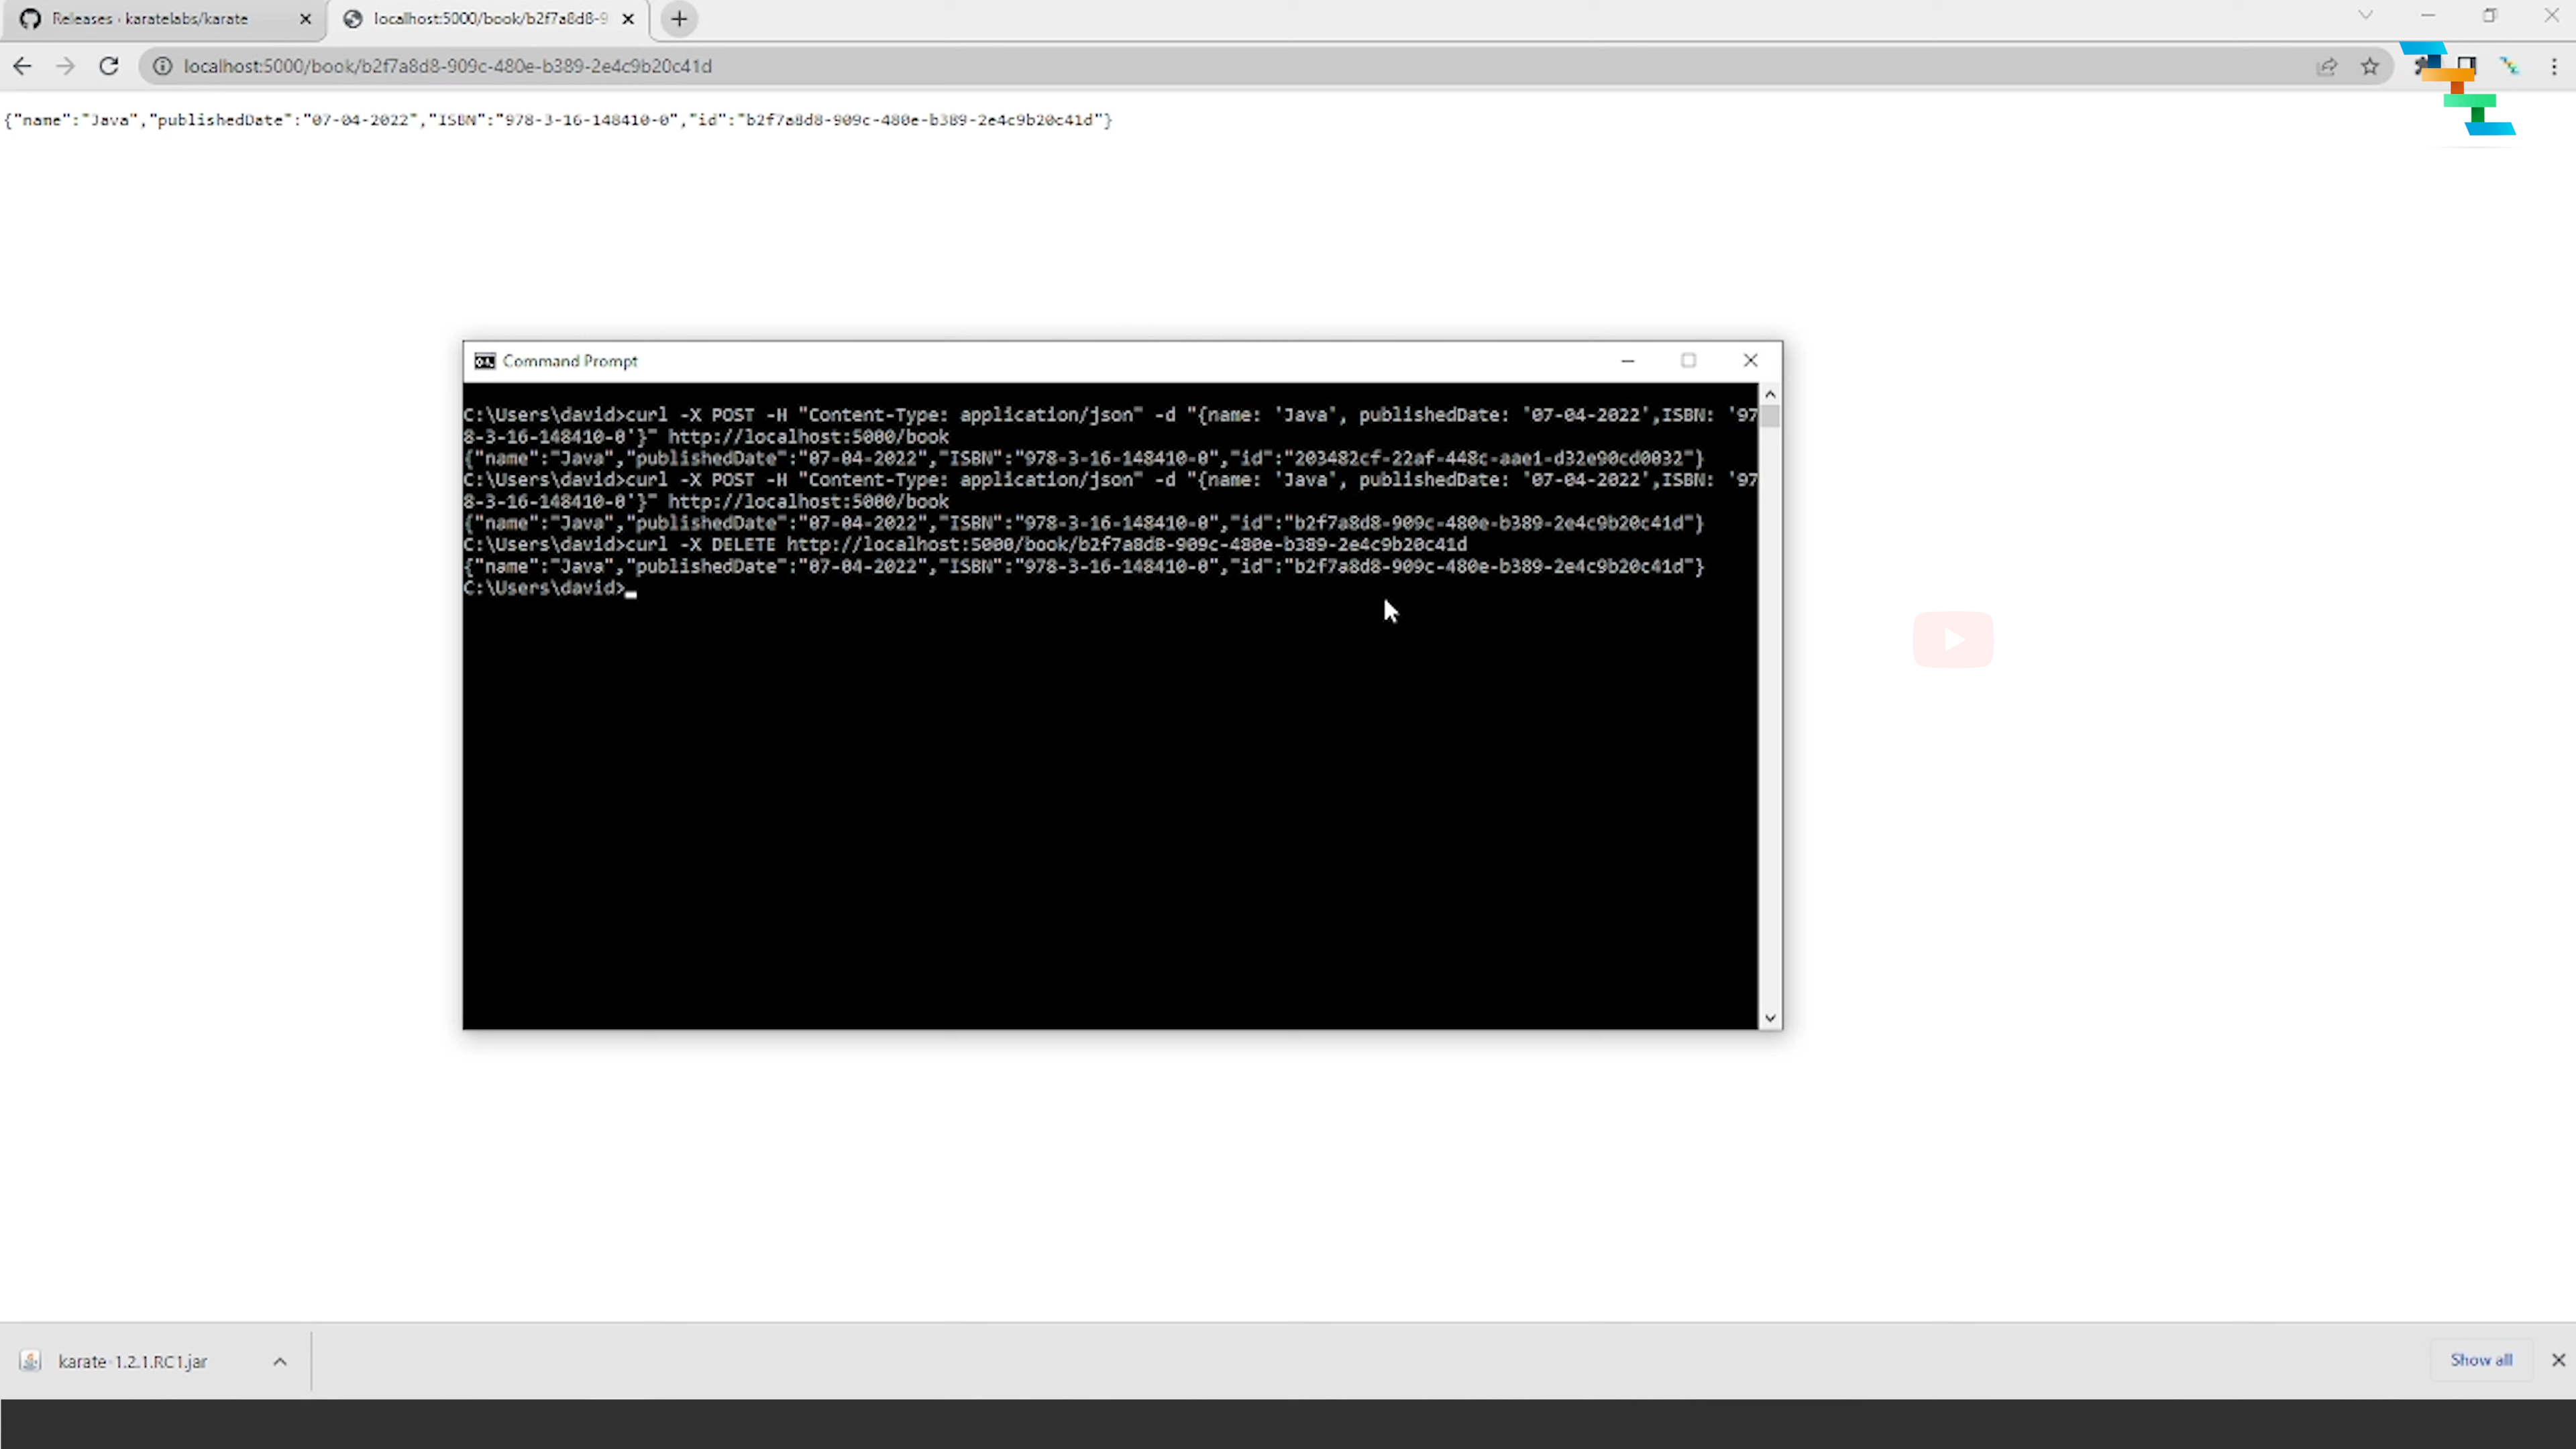 Releases · karatelabs/karate
localhost:5000/book/b2f7a8d8-9
localhost:5000/book/b2f7a8d8-909c-480e-b389-2e4c9b20c41d
{"name":"Java","publishedDate":"07-04-2022","ISBN":"978-3-16-148410-0","id":"b2f7a8d8-909c-480e-b389-2e4c9b20c41d"}
Command Prompt
C:\Users\david>curl -X POST -H "Content-Type: application/json" -d "{name: 'Java', publishedDate: '07-04-2022',ISBN: '97
8-3-16-148410-0'}" http://localhost:5000/book
{"name":"Java","publishedDate":"07-04-2022","ISBN":"978-3-16-148410-0","id":"203482cf-22af-448c-aae1-d32e90cd0032"}
C:\Users\david>curl -X POST -H "Content-Type: application/json" -d "{name: 'Java', publishedDate: '07-04-2022',ISBN: '97
8-3-16-148410-0'}" http://localhost:5000/book
{"name":"Java","publishedDate":"07-04-2022","ISBN":"978-3-16-148410-0","id":"b2f7a8d8-909c-480e-b389-2e4c9b20c41d"}
C:\Users\david>curl -X DELETE http://localhost:5000/book/b2f7a8d8-909c-480e-b389-2e4c9b20c41d
{"name":"Java","publishedDate":"07-04-2022","ISBN":"978-3-16-148410-0","id":"b2f7a8d8-909c-480e-b389-2e4c9b20c41d"}
C:\Users\david>
karate-1.2.1.RC1.jar
Show all